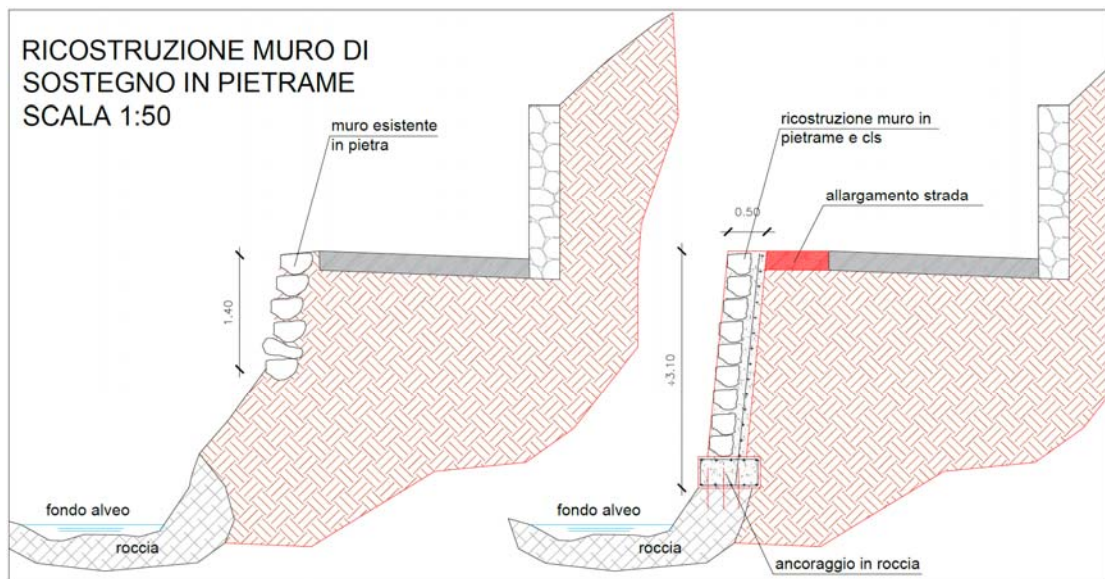 RICOSTRUZIONE MURO DI
SOSTEGNO IN PIETRAME
SCALA 1:50
muro esistente
in pietra
1.40
fondo alveo
roccia
ricostruzione muro in
pietrame e cls
allargamento strada
0.50
÷3.10
fondo alveo
roccia
ancoraggio in roccia